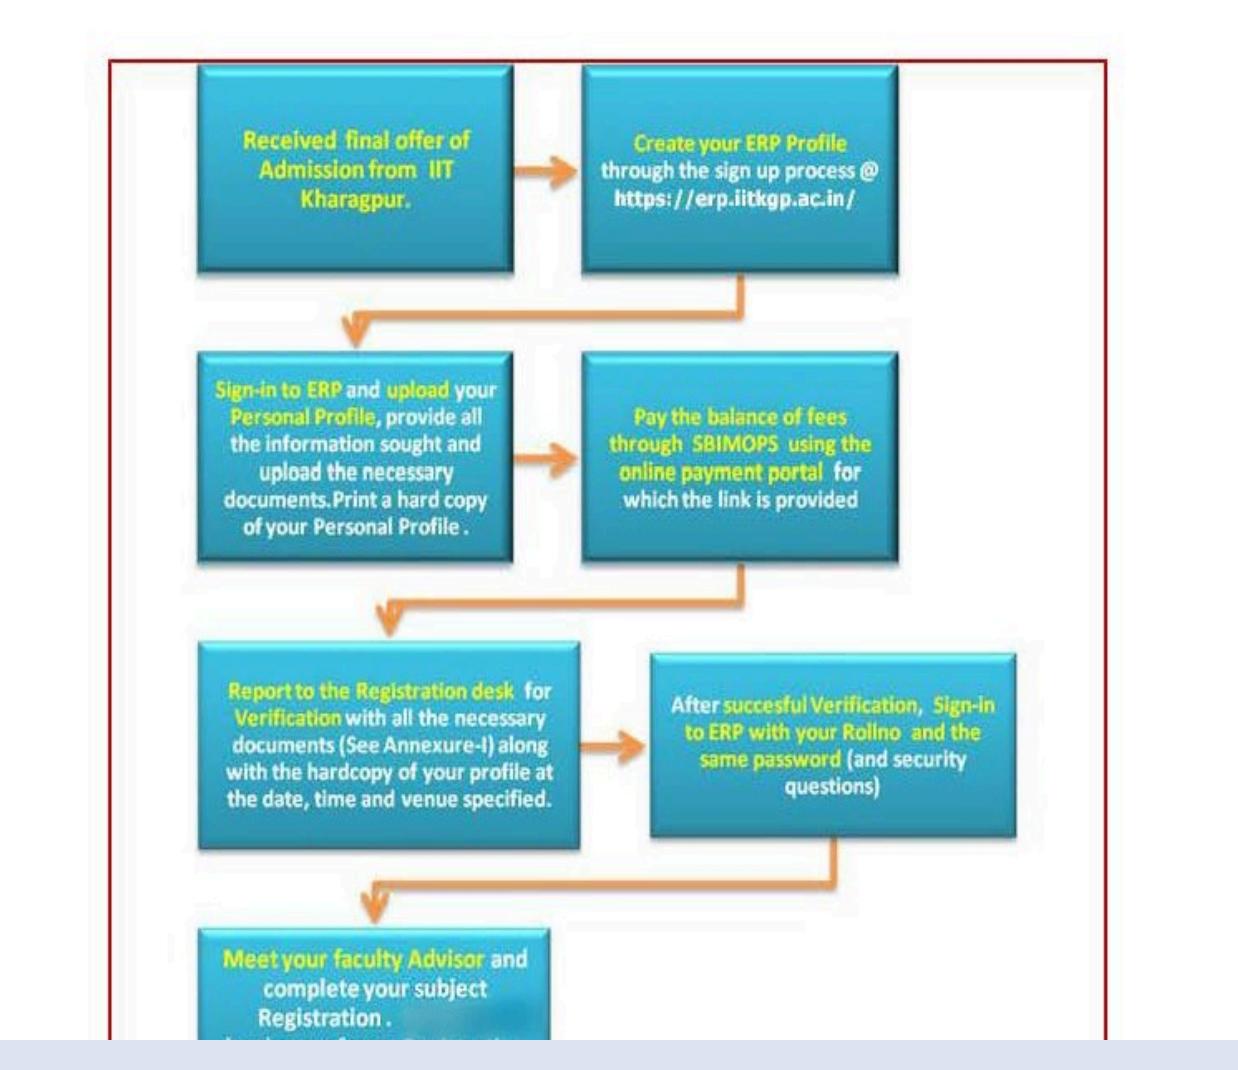 Received final offer of
Admission from IIT
Kharagpur.
Create your ERP Profile
through the sign up process @
https://erp.iitkgp.ac.in/
Sign-in to ERP and upload your
Personal Profile, provide all
the information sought and
upload the necessary
documents.Print a hard copy
of your Personal Profile .
Pay the balance of fees
through SBIMOPS using the
online payment portal for
which the link is provided
Report to the Registration desk for
Verification with all the necessary
documents (See Annexure-I) along
with the hardcopy of your profile at
the date, time and venue specified.
After succesful Verification, Sign-in
to ERP with your Rollno and the
same password (and security
questions)
Meet your faculty Advisor and
complete your subject
Registration .